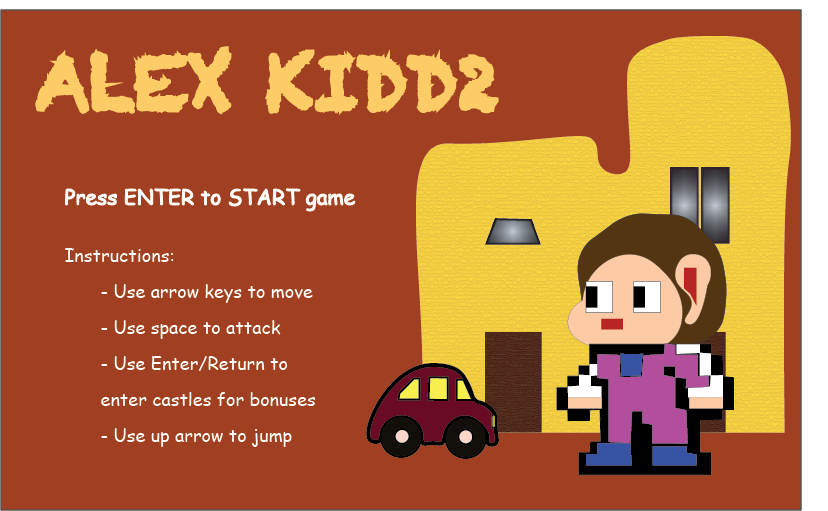 ALEX KIDD2
Press ENTER to START game
Instructions:
- Use arrow keys to move
- Use space to attack
- Use Enter/Return to
enter castles for bonuses
- Use up arrow to jump